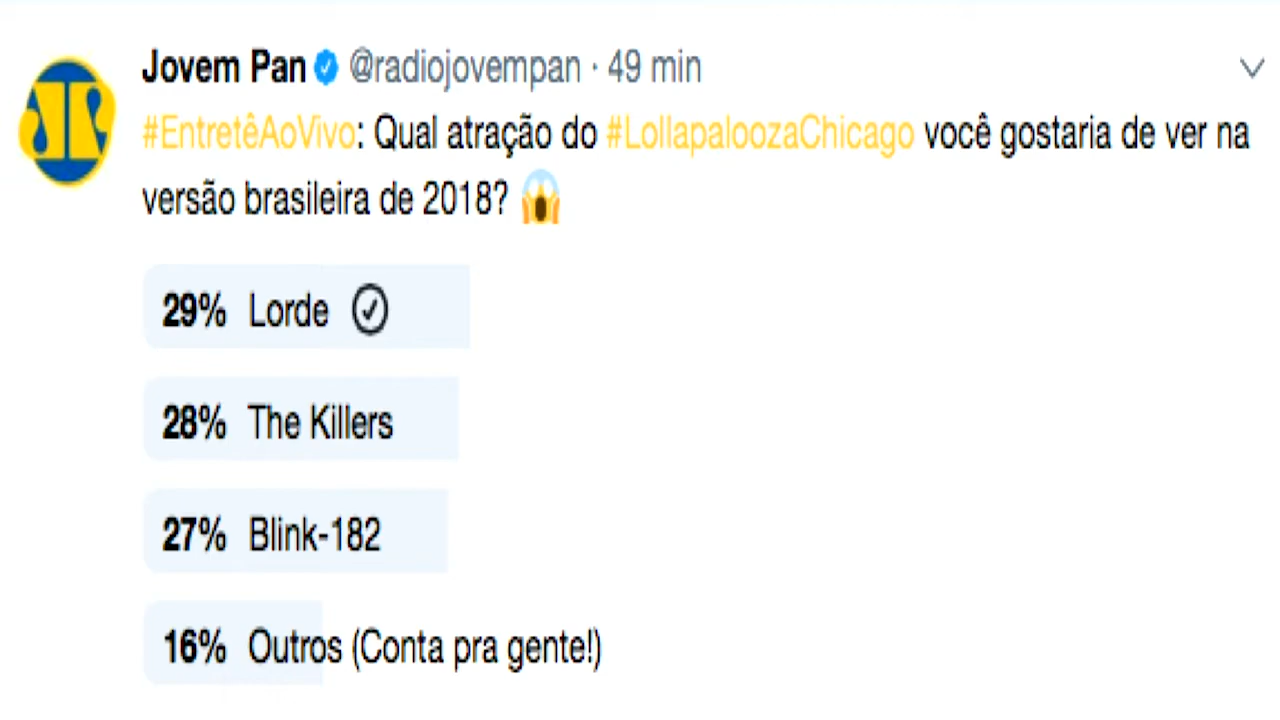 Jovem Pan @radiojovempan · 49 min
#EntretêAoVivo: Qual atração do #LollapaloozaChicago você gostaria de ver na
versão brasileira de 2018? 😱
29% Lorde
28% The Killers
27% Blink-182
16% Outros (Conta pra gente!)